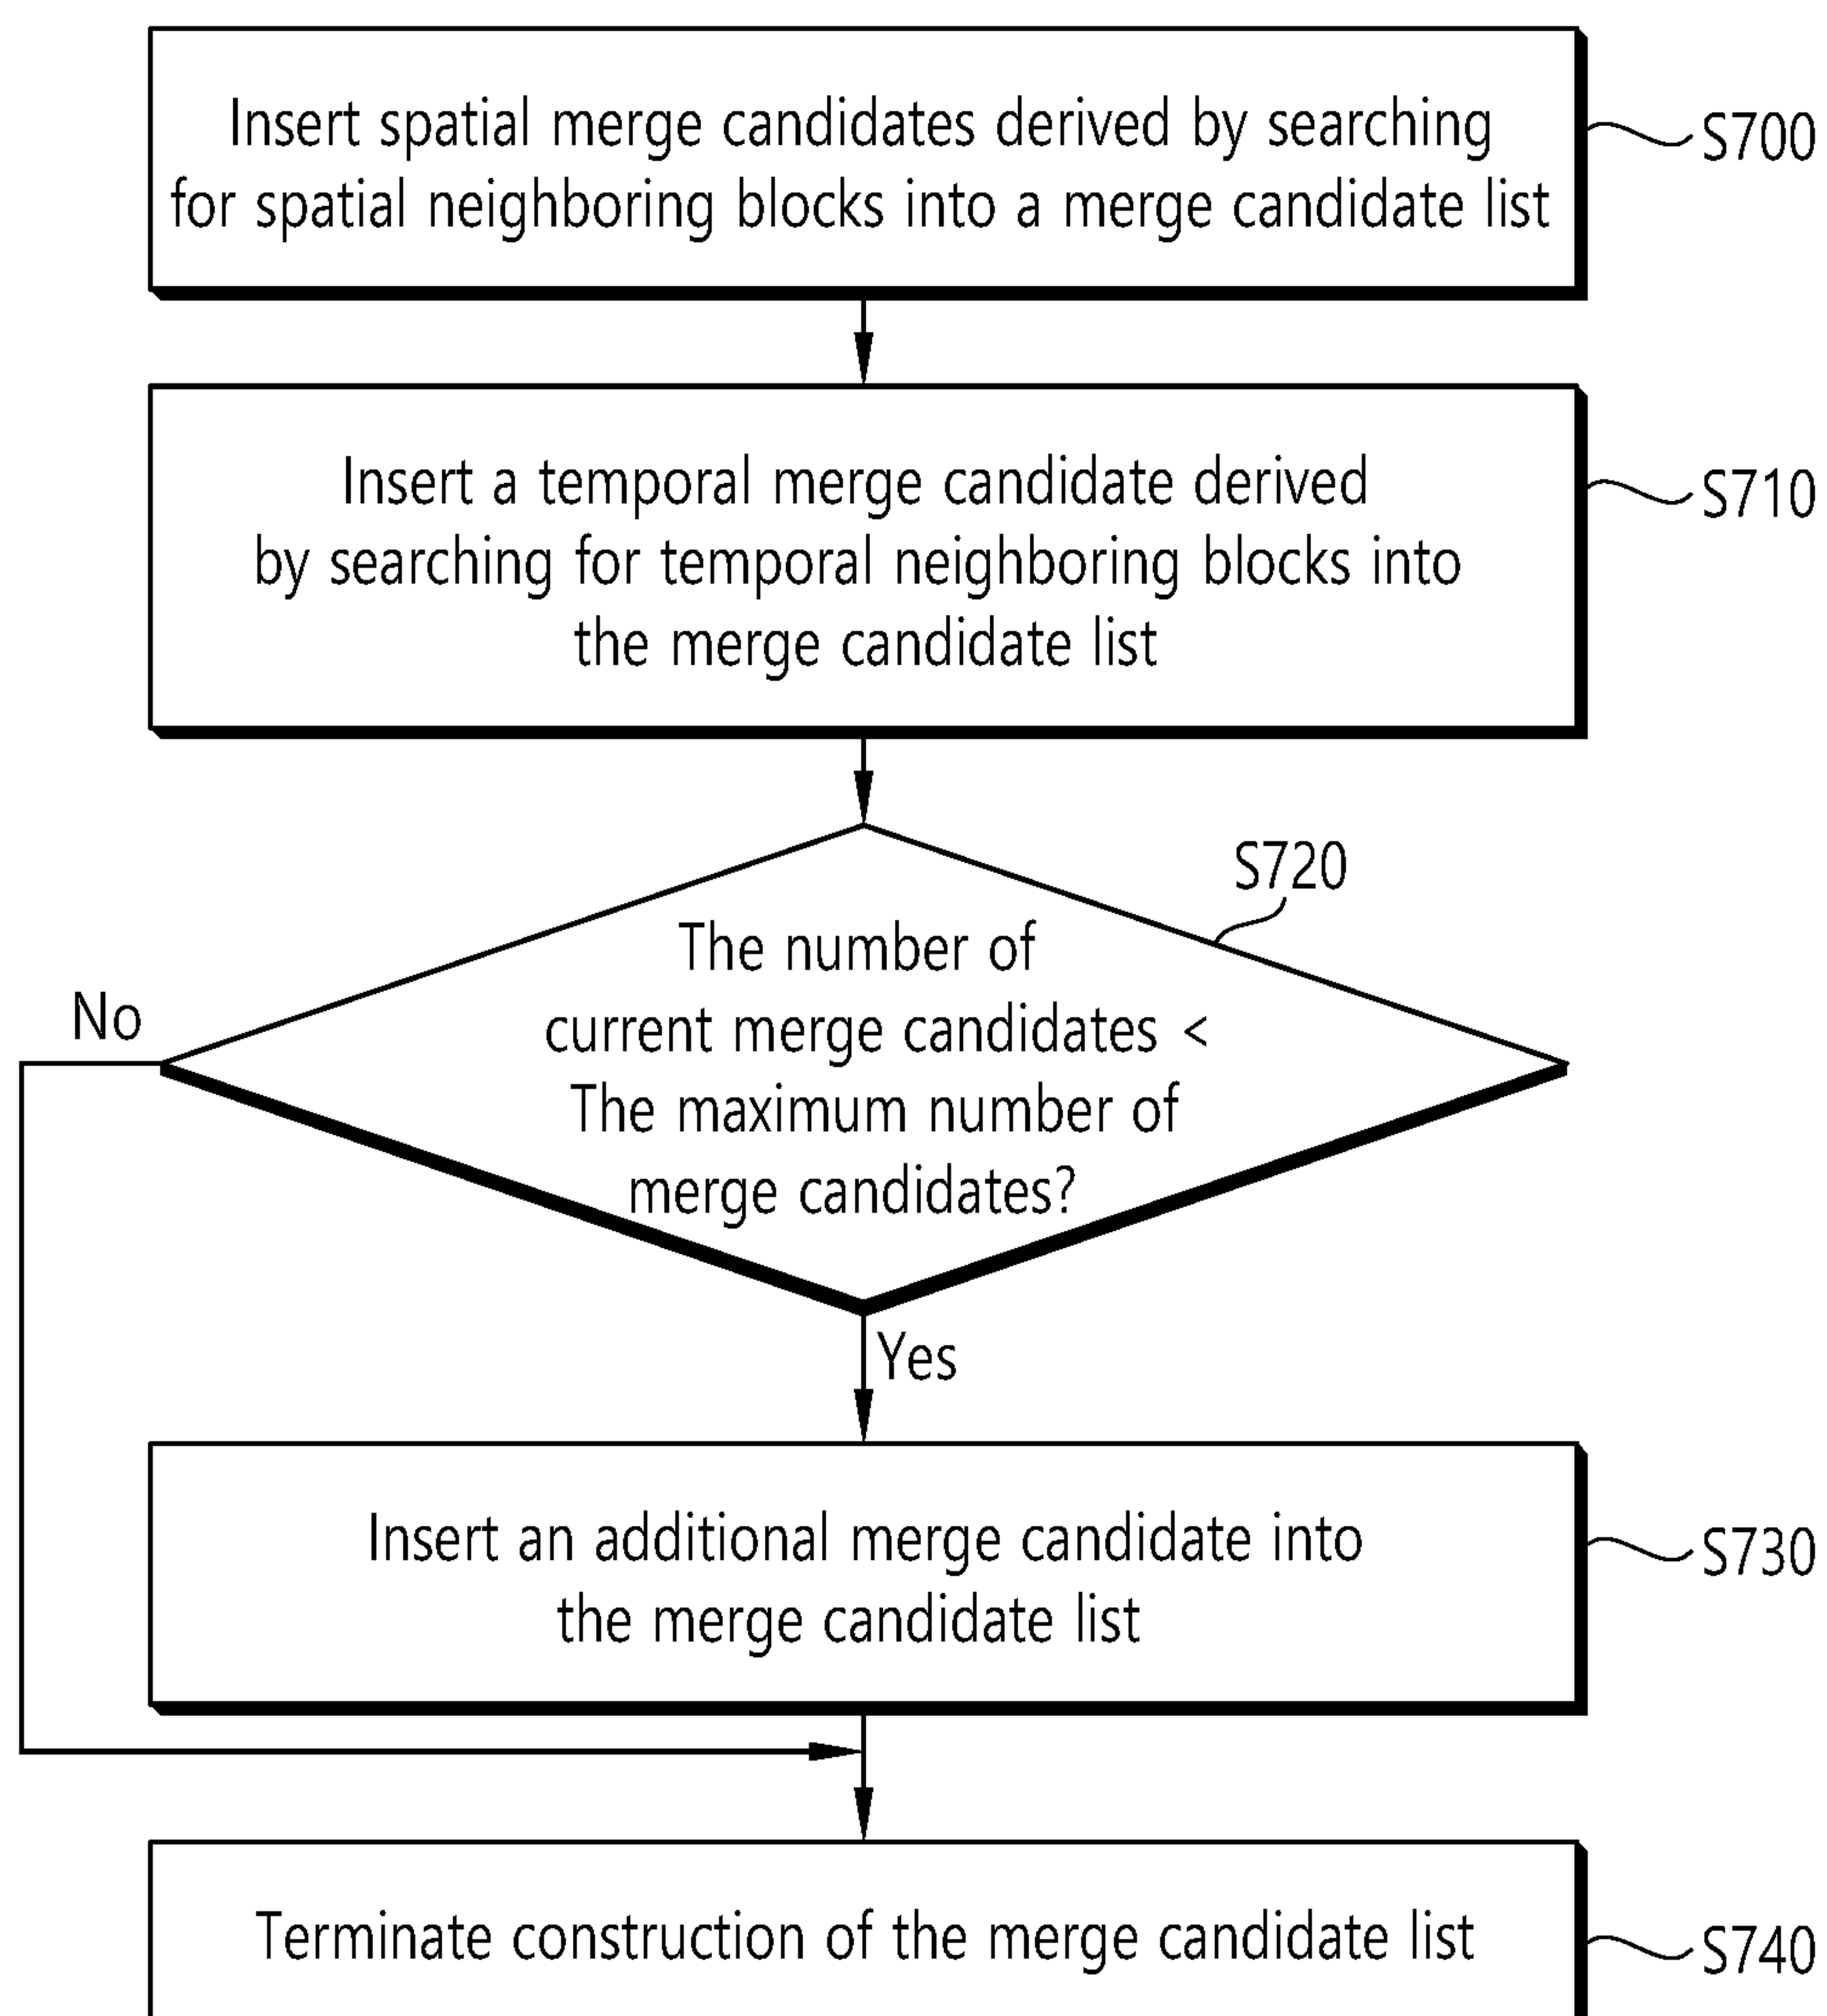 Insert spatial merge candidates derived by searching
for spatial neighboring blocks into a merge candidate list
S700
Insert a temporal merge candidate derived
by searching for temporal neighboring blocks into
the merge candidate list
S710
S720
The number of
current merge candidates <
The maximum number of
merge candidates?
No
Yes
Insert an additional merge candidate into
the merge candidate list
S730
Terminate construction of the merge candidate list
S740